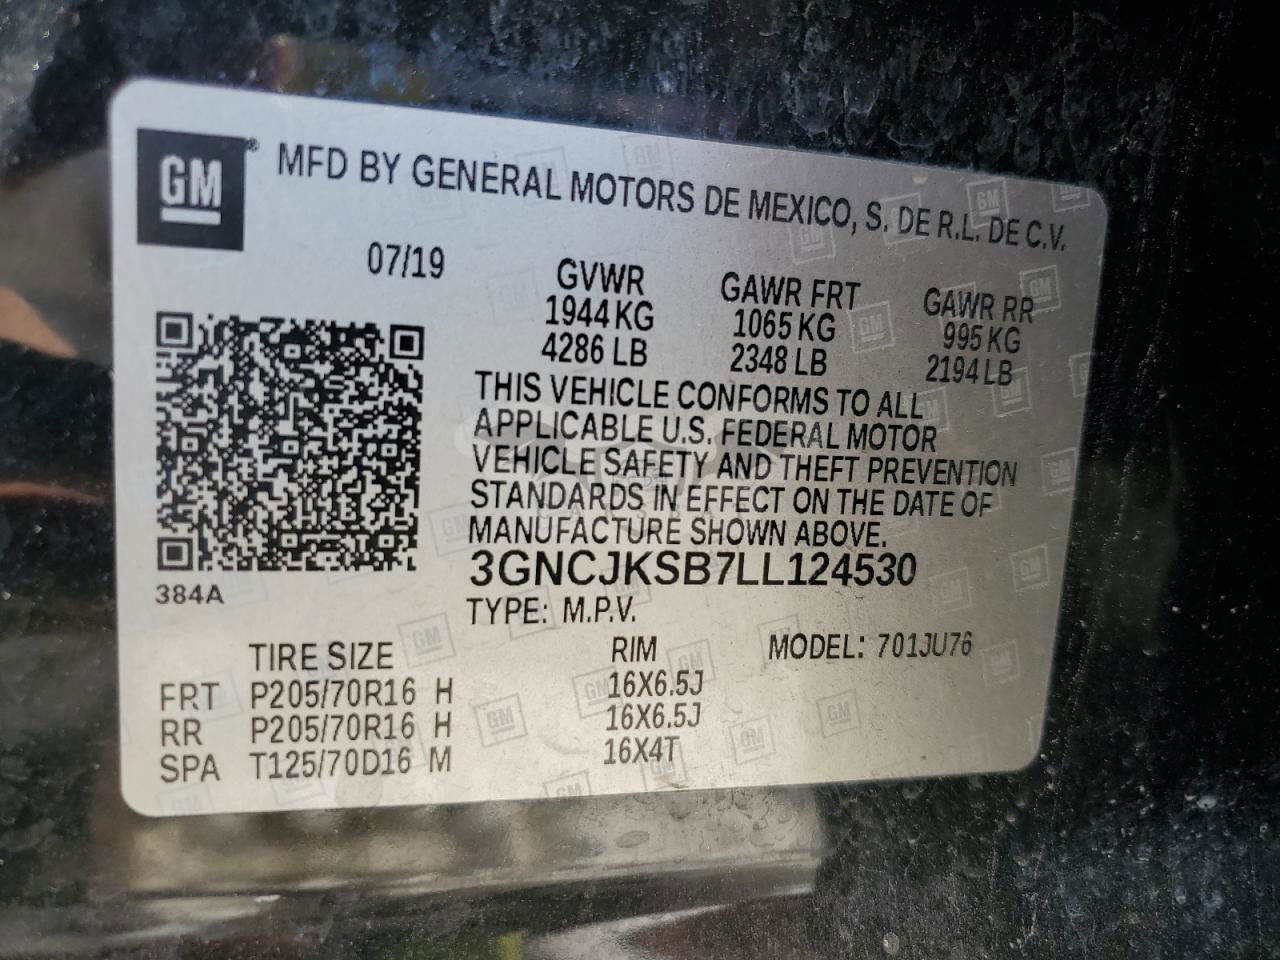 GM® MFD BY GENERAL MOTORS DE MEXICO, S. DE R.L. DE C.V.
07/19 GVWR GAWR FRT GAWR RR
1944 KG 1065 KG 995 KG
4286 LB 2348 LB 2194 LB
THIS VEHICLE CONFORMS TO ALL
APPLICABLE U.S. FEDERAL MOTOR
VEHICLE SAFETY AND THEFT PREVENTION
STANDARDS IN EFFECT ON THE DATE OF
MANUFACTURE SHOWN ABOVE.
3GNCJKSB7LL124530
384A
TYPE: M.P.V.
TIRE SIZE RIM MODEL: 701JU76
FRT P205/70R16 H 16X6.5J
RR P205/70R16 H 16X6.5J
SPA T125/70D16 M 16X4T